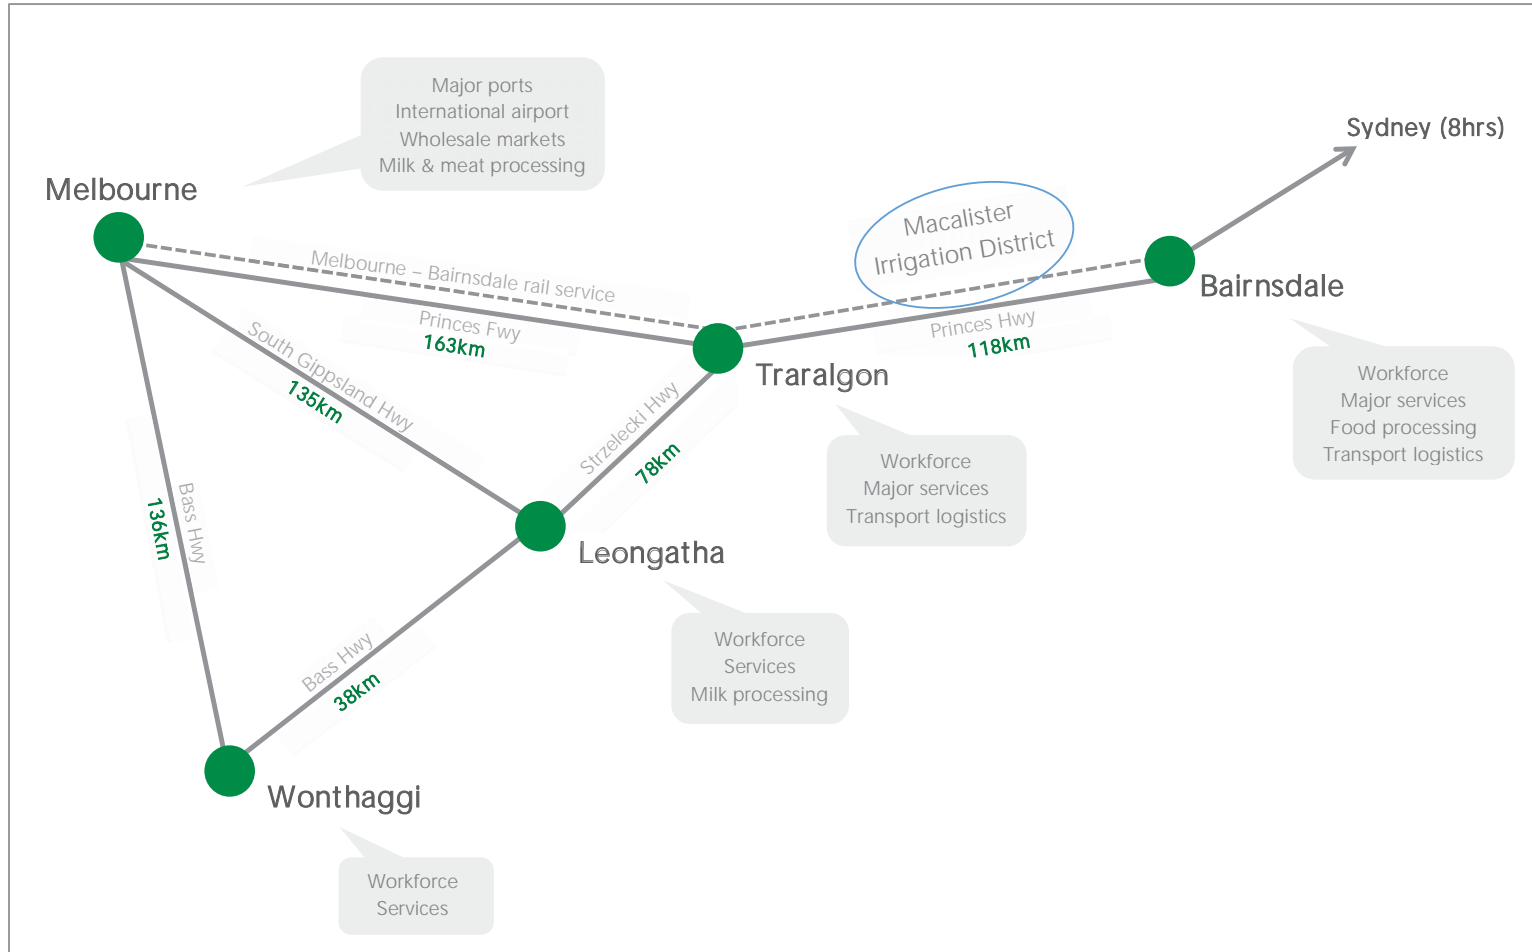 Major ports
International airport
Wholesale markets
Milk & meat processing
Sydney (8hrs)
Melbourne
Macalister
Irrigation District
Melbourne – Bairnsdale rail service
Bairnsdale
Princes Fwy
163km
Princes Hwy
118km
South Gippsland Hwy
135km
Traralgon
Workforce
Major services
Food processing
Transport logistics
Strzelecki Hwy
78km
Workforce
Major services
Transport logistics
Bass Hwy
136km
Leongatha
Workforce
Services
Milk processing
Bass Hwy
38km
Wonthaggi
Workforce
Services